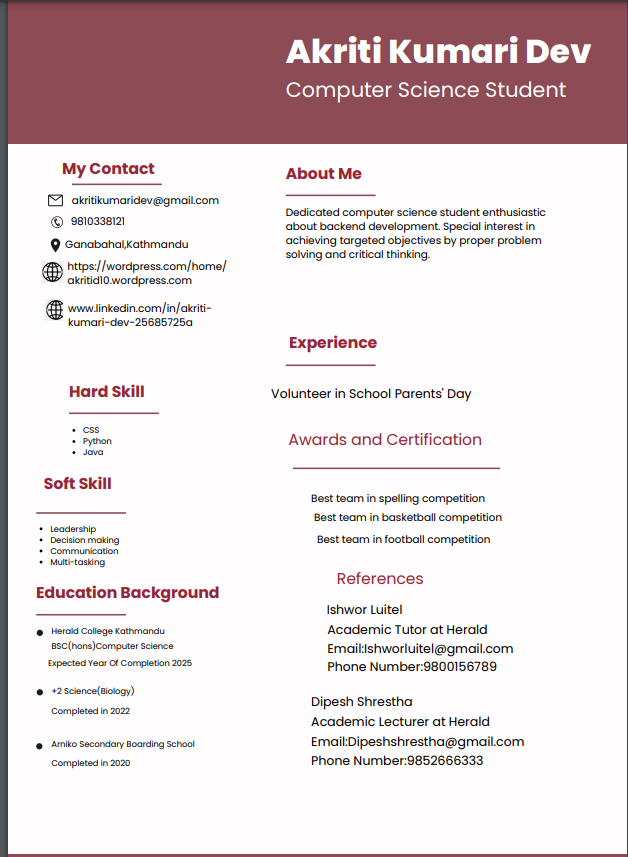 Akriti Kumari Dev
Computer Science Student
My Contact
akritikumaridev@gmail.com
9810338121
Ganabahal,Kathmandu
https://wordpress.com/home/
akritid10.wordpress.com
www.linkedin.com/in/akriti-
kumari-dev-25685725a
Hard Skill
CSS
Python
Java
Soft Skill
Leadership
Decision making
Communication
Multi-tasking
Education Background
Herald College Kathmandu
BSC(hons)Computer Science
Expected Year Of Completion 2025
+2 Science(Biology)
Completed in 2022
Arniko Secondary Boarding School
Completed in 2020
About Me
Dedicated computer science student enthusiastic
about backend development. Special interest in
achieving targeted objectives by proper problem
solving and critical thinking.
Experience
Volunteer in School Parents' Day
Awards and Certification
Best team in spelling competition
Best team in basketball competition
Best team in football competition
References
Ishwor Luitel
Academic Tutor at Herald
Email:Ishworluitel@gmail.com
Phone Number:9800156789
Dipesh Shrestha
Academic Lecturer at Herald
Email:Dipeshshrestha@gmail.com
Phone Number:9852666333